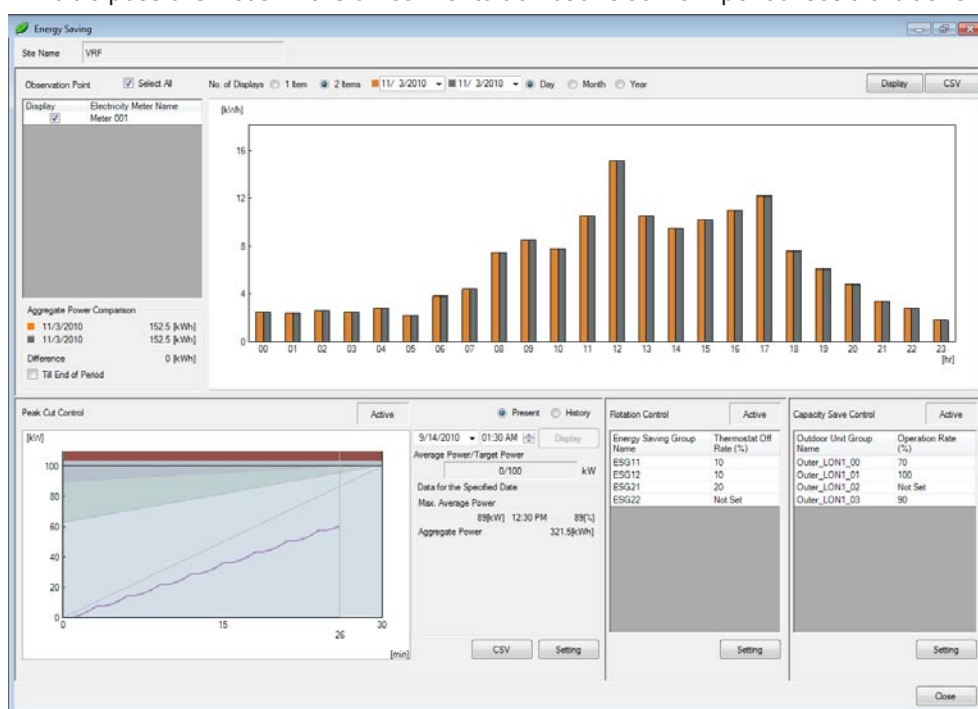 Energy Saving
Site Name VRF
Observation Point Select All No. of Displays 1 Item 2 Items 11/ 3/2010 11/ 3/2010 Day Month Year Display CSV
Display Electricity Meter Name
Meter 001
[kWh]
16
12
8
4
0
00 01 02 03 04 05 06 07 08 09 10 11 12 13 14 15 16 17 18 19 20 21 22 23
[hr]
Aggregate Power Comparison
11/3/2010 152.5 [kWh]
11/3/2010 152.5 [kWh]
Difference 0 [kWh]
Till End of Period
Peak Cut Control Active
[kW]
100
80
60
40
20
0
0 15 30
26
[min]
Present History
9/14/2010 01:30 AM Display
Average Power/Target Power
0/100 kW
Data for the Specified Date
Max. Average Power
89[kW] 12:30 PM 89[%]
Aggregate Power 321.5[kWh]
CSV Setting
Rotation Control Active
Energy Saving Group Name Thermostat Off Rate (%)
ESG11 10
ESG12 10
ESG21 20
ESG22 Not Set
Setting
Capacity Save Control Active
Outdoor Unit Group Name Operation Rate (%)
Outer_LON1_00 70
Outer_LON1_01 100
Outer_LON1_02 Not Set
Outer_LON1_03 90
Setting
Close